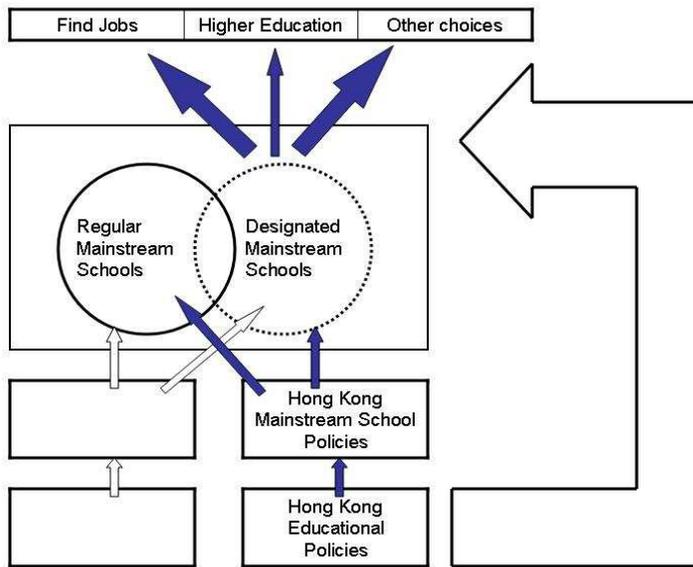 Find Jobs
Higher Education
Other choices
Regular
Mainstream
Schools
Designated
Mainstream
Schools
Hong Kong
Mainstream School
Policies
Hong Kong
Educational
Policies